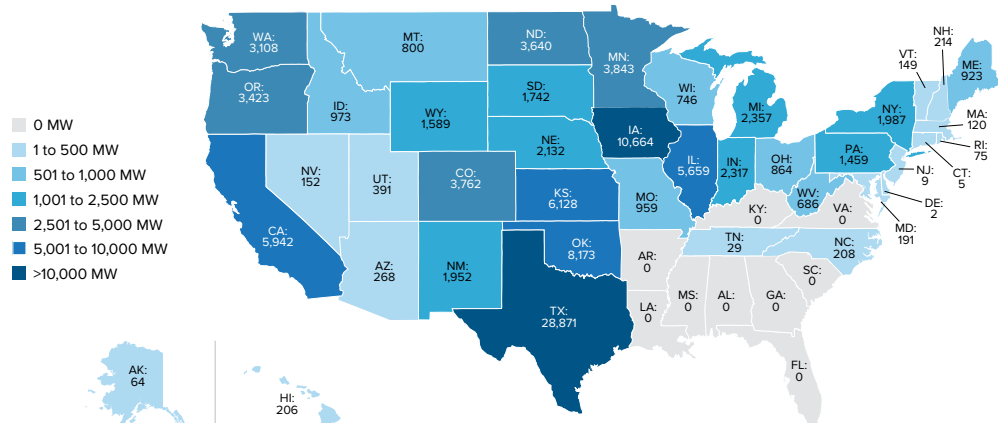 WA:
3,108
OR:
3,423
CA:
5,942
ID:
973
NV:
152
MT:
800
WY:
1,589
UT:
391
AZ:
268
CO:
3,762
NM:
1,952
ND:
3,640
SD:
1,742
NE:
2,132
KS:
6,128
OK:
8,173
TX:
28,871
MN:
3,843
IA:
10,664
MO:
959
AR:
0
LA:
0
WI:
746
IL:
5,659
MI:
2,357
IN:
2,317
OH:
864
KY:
0
TN:
29
MS:
0
AL:
0
GA:
0
FL:
0
SC:
0
NC:
208
VA:
0
WV:
686
PA:
1,459
NY:
1,987
VT:
149
NH:
214
ME:
923
MA:
120
RI:
75
CT:
5
NJ:
9
DE:
2
MD:
191
AK:
64
HI:
206
0 MW
1 to 500 MW
501 to 1,000 MW
1,001 to 2,500 MW
2,501 to 5,000 MW
5,001 to 10,000 MW
>10,000 MW